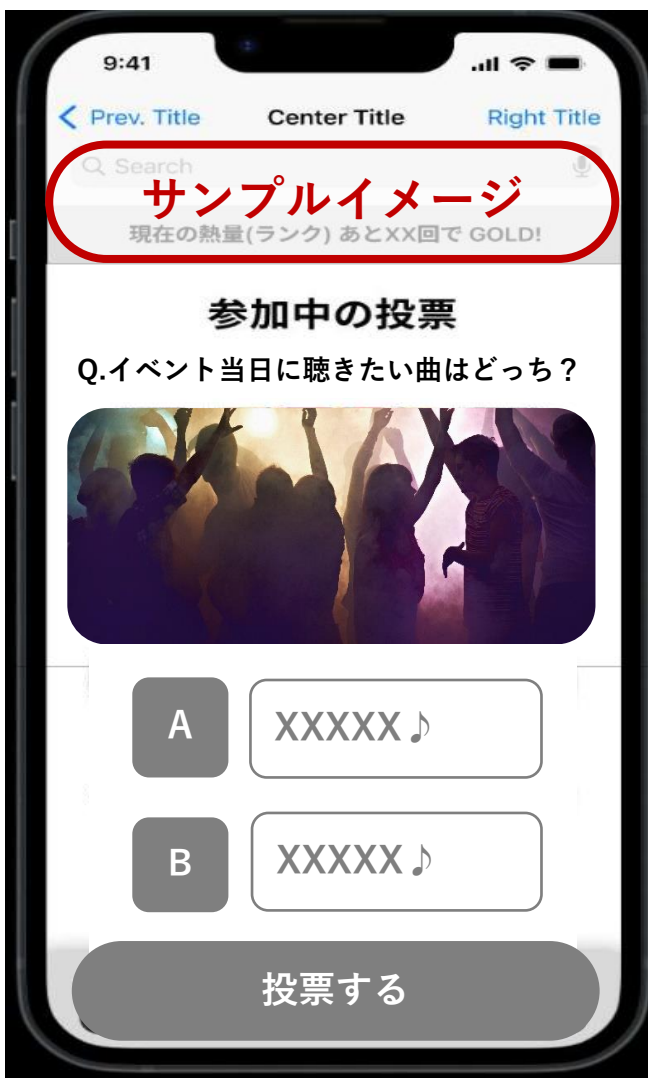 9:41
Prev. Title Center Title Right Title
Search
サンプルイメージ
現在の熱量(ランク) あとXX回で GOLD!
参加中の投票
Q.イベント当日に聴きたい曲はどっち？
A XXXXX♪
B XXXXX♪
投票する